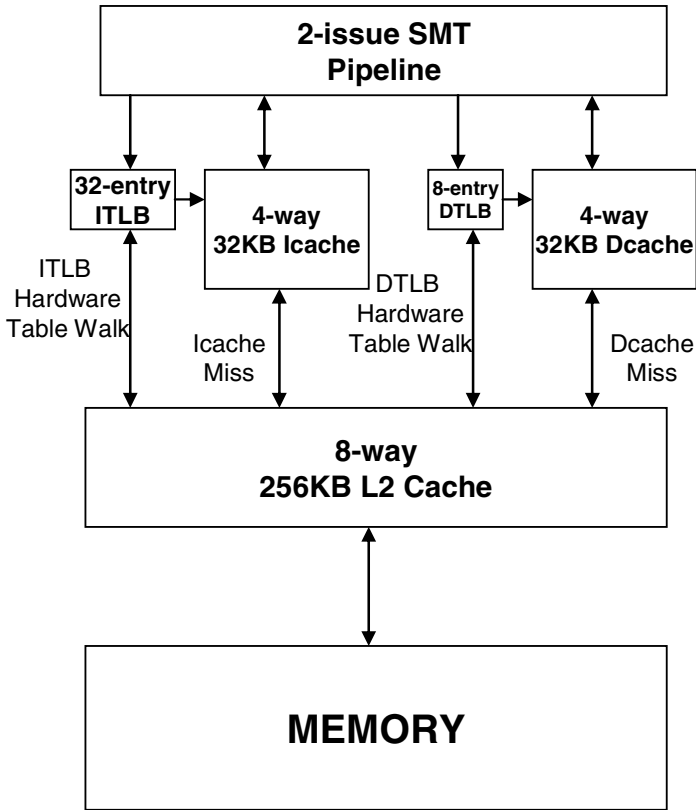 2-issue SMT
Pipeline
32-entry
ITLB
4-way
32KB Icache
8-entry
DTLB
4-way
32KB Dcache
ITLB
Hardware
Table Walk
Icache
Miss
DTLB
Hardware
Table Walk
Dcache
Miss
8-way
256KB L2 Cache
MEMORY